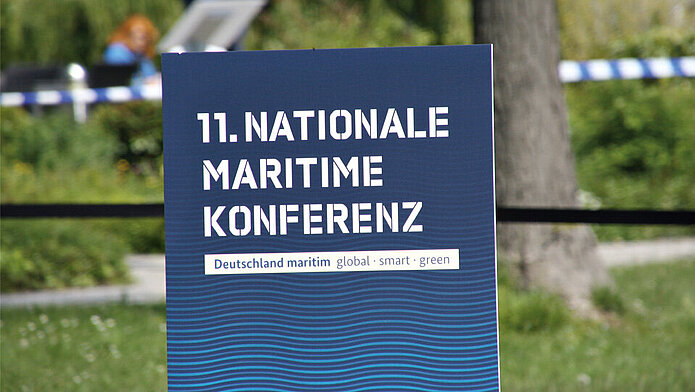 11. NATIONALE
MARITIME
KONFERENZ
Deutschland maritim global · smart · green